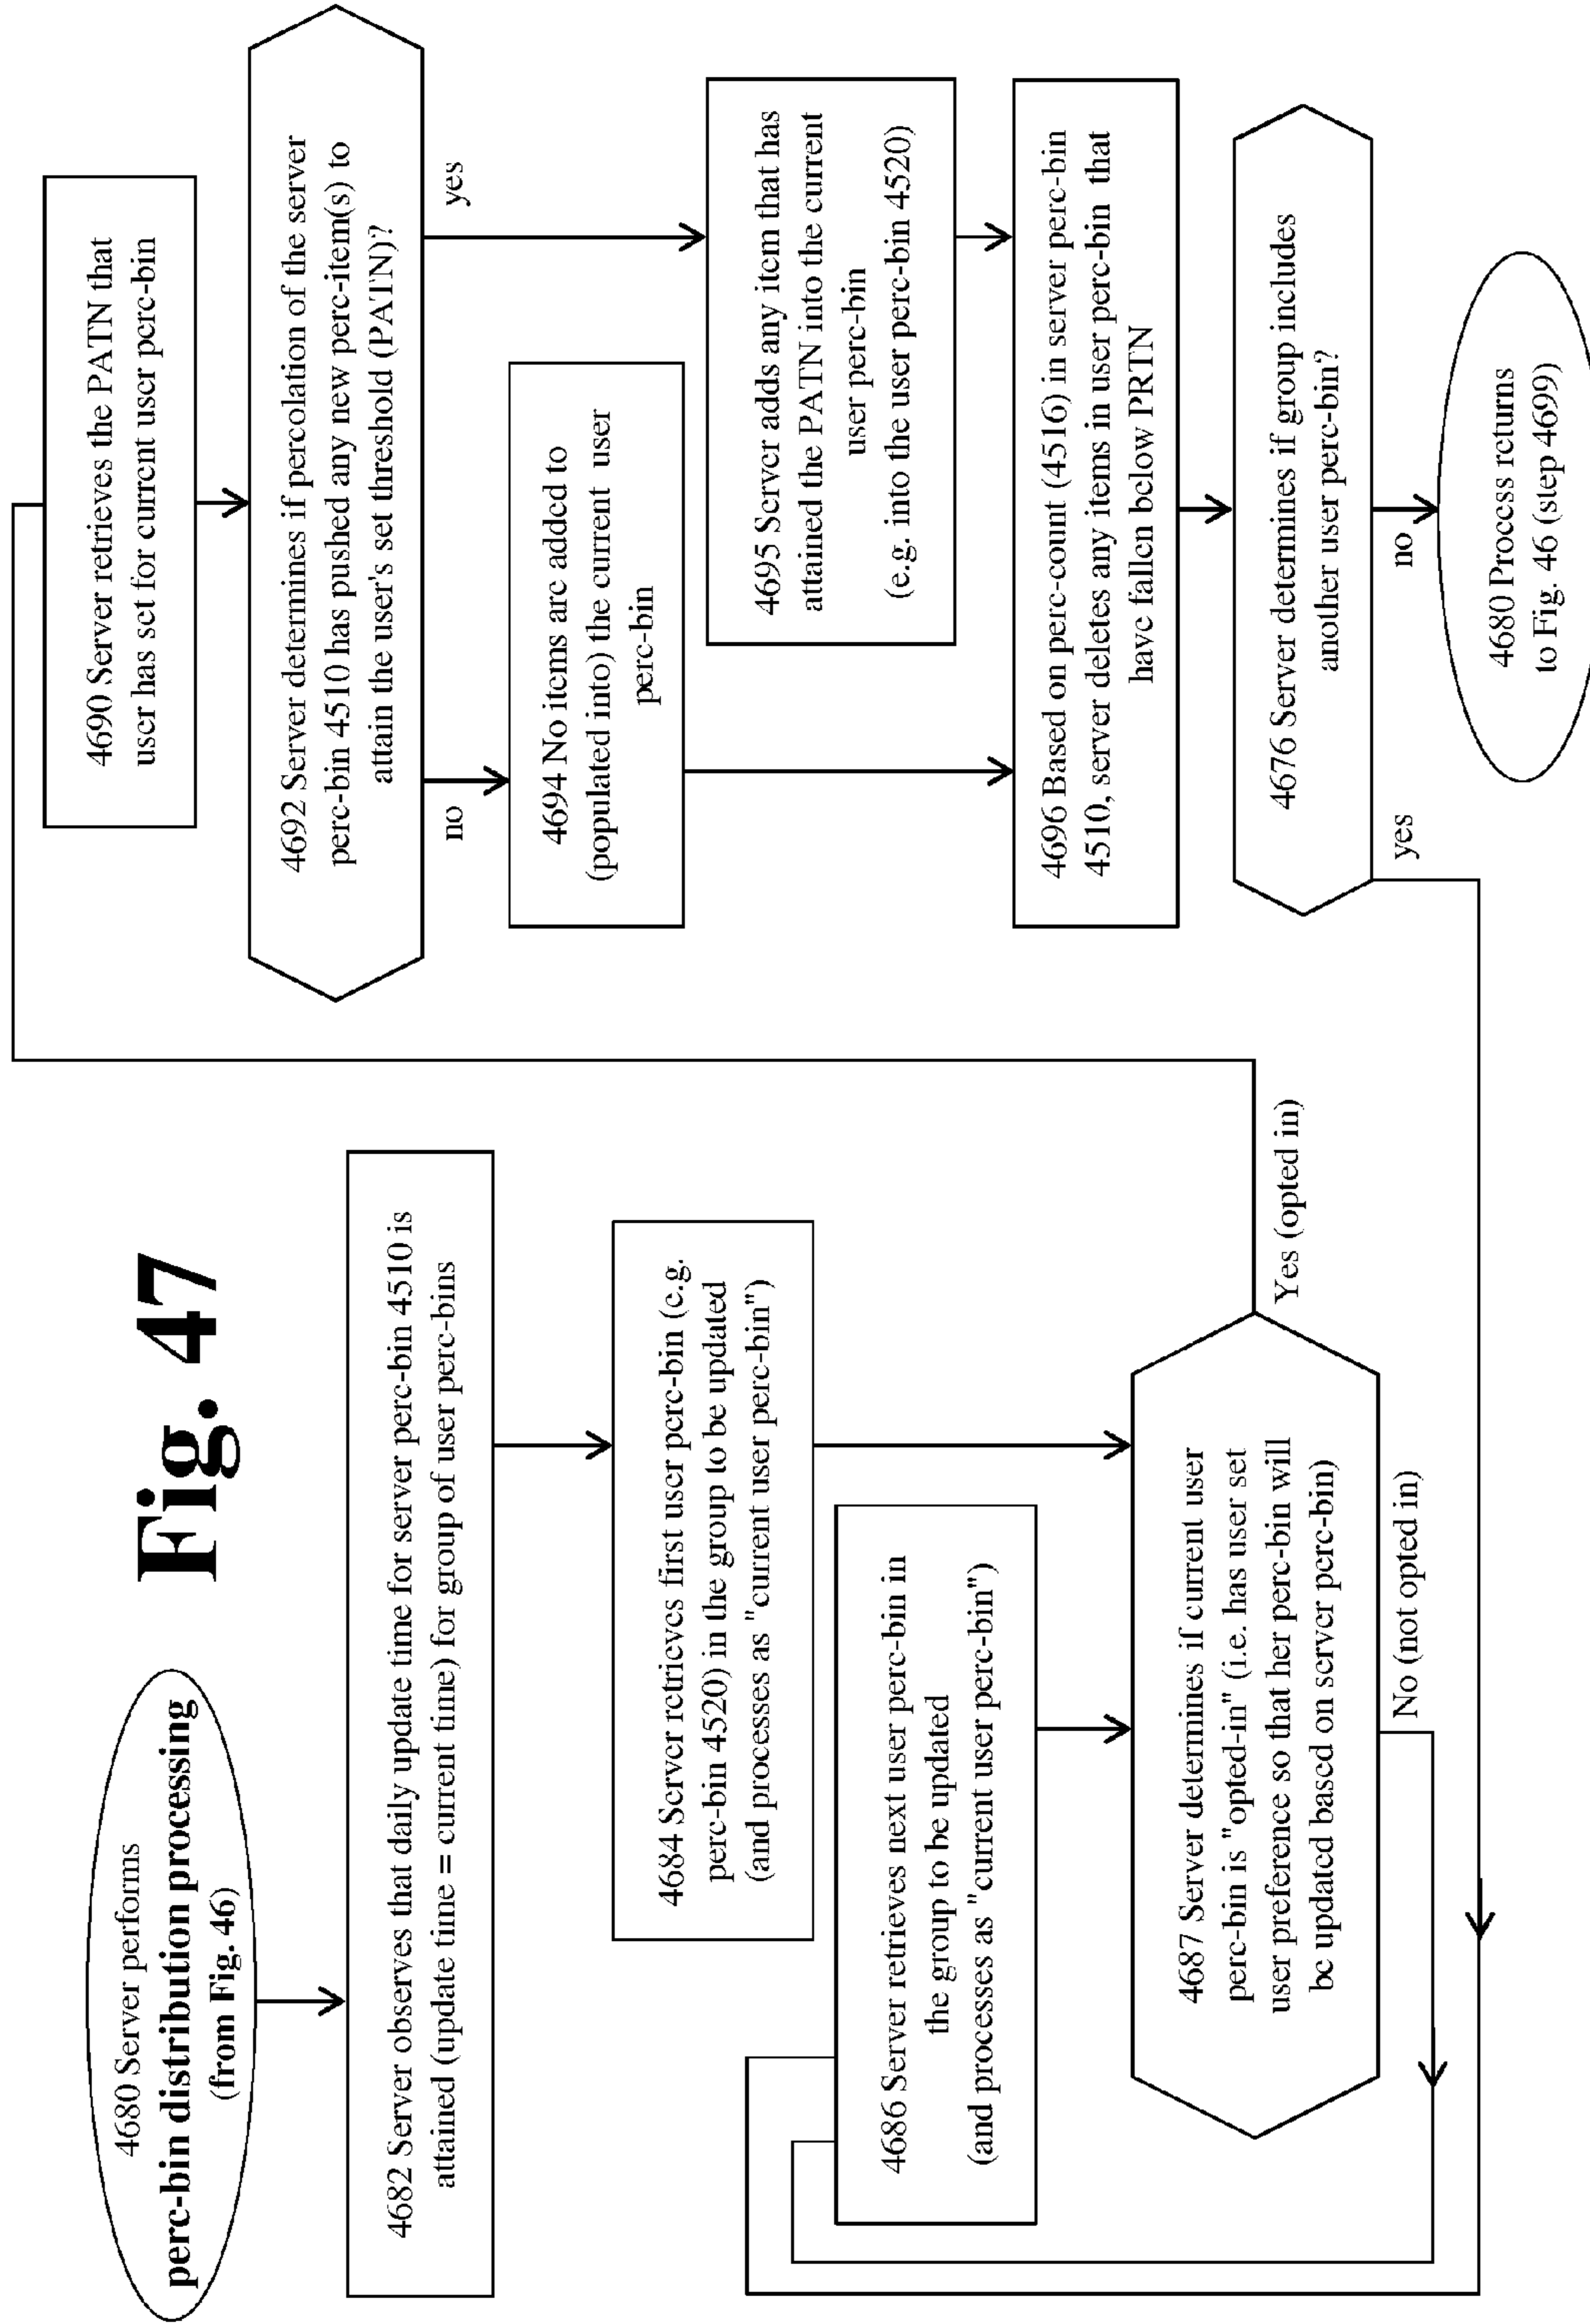 Fig. 47
4680 Server performs
perc-bin distribution processing
(from Fig. 46)
4682 Server observes that daily update time for server perc-bin 4510 is
attained (update time = current time) for group of user perc-bins
4684 Server retrieves first user perc-bin (e.g.
perc-bin 4520) in the group to be updated
(and processes as "current user perc-bin")
4686 Server retrieves next user perc-bin in
the group to be updated
(and processes as "current user perc-bin")
4687 Server determines if current user
perc-bin is "opted-in" (i.e. has user set
user preference so that her perc-bin will
be updated based on server perc-bin)
Yes (opted in)
No (not opted in)
4690 Server retrieves the PATN that
user has set for current user perc-bin
4692 Server determines if percolation of the server
perc-bin 4510 has pushed any new perc-item(s) to
attain the user's set threshold (PATN)?
no
yes
4694 No items are added to
(populated into) the current user
perc-bin
4695 Server adds any item that has
attained the PATN into the current
user perc-bin
(e.g. into the user perc-bin 4520)
4696 Based on perc-count (4516) in server perc-bin
4510, server deletes any items in user perc-bin that
have fallen below PRTN
4676 Server determines if group includes
another user perc-bin?
yes
no
4680 Process returns
to Fig. 46 (step 4699)